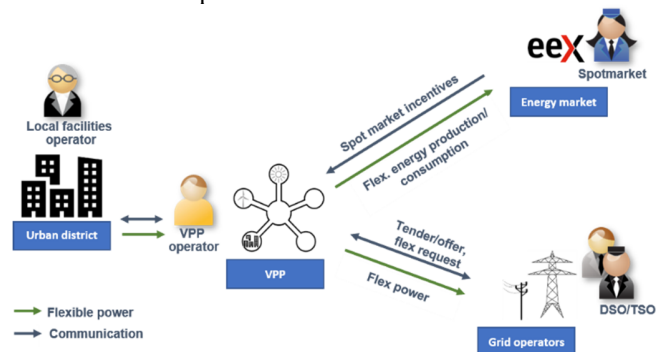 Local facilities
operator
Urban district
VPP
operator
VPP
Spot market incentives
Flex. energy production/
consumption
eex
Spotmarket
Energy market
Tender/offer,
flex request
Flex power
DSO/TSO
Grid operators
Flexible power
Communication